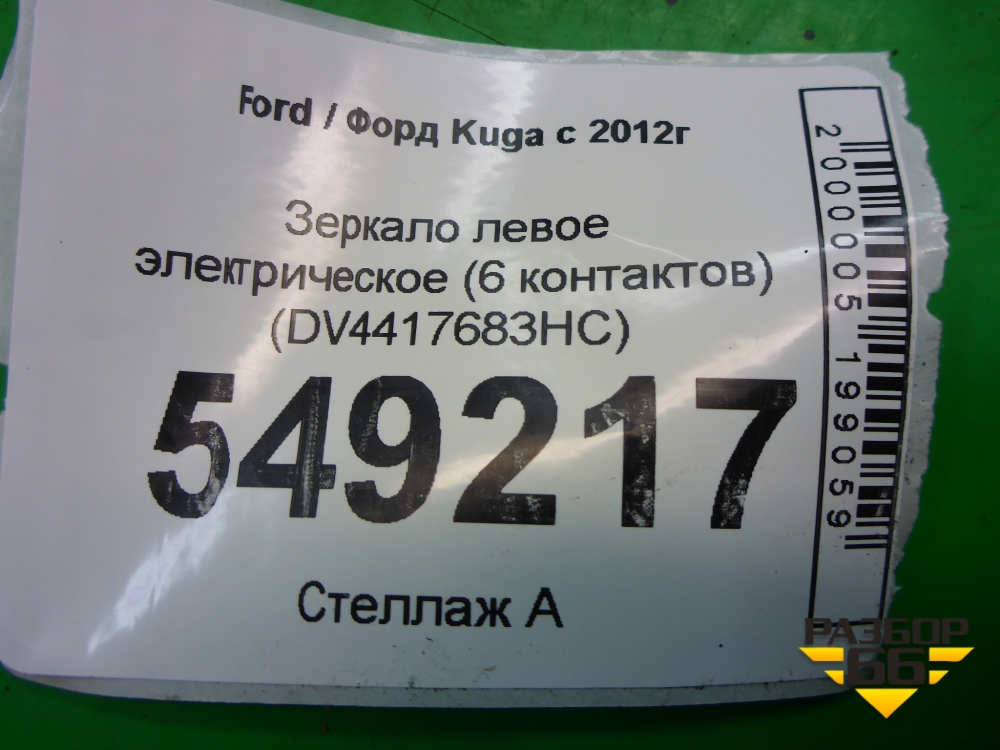 Ford / Форд Kuga с 2012г
Зеркало левое
электрическое (6 контактов)
(DV4417683HC)
549217
Стеллаж А
2000005199059
РАЗБОР
66